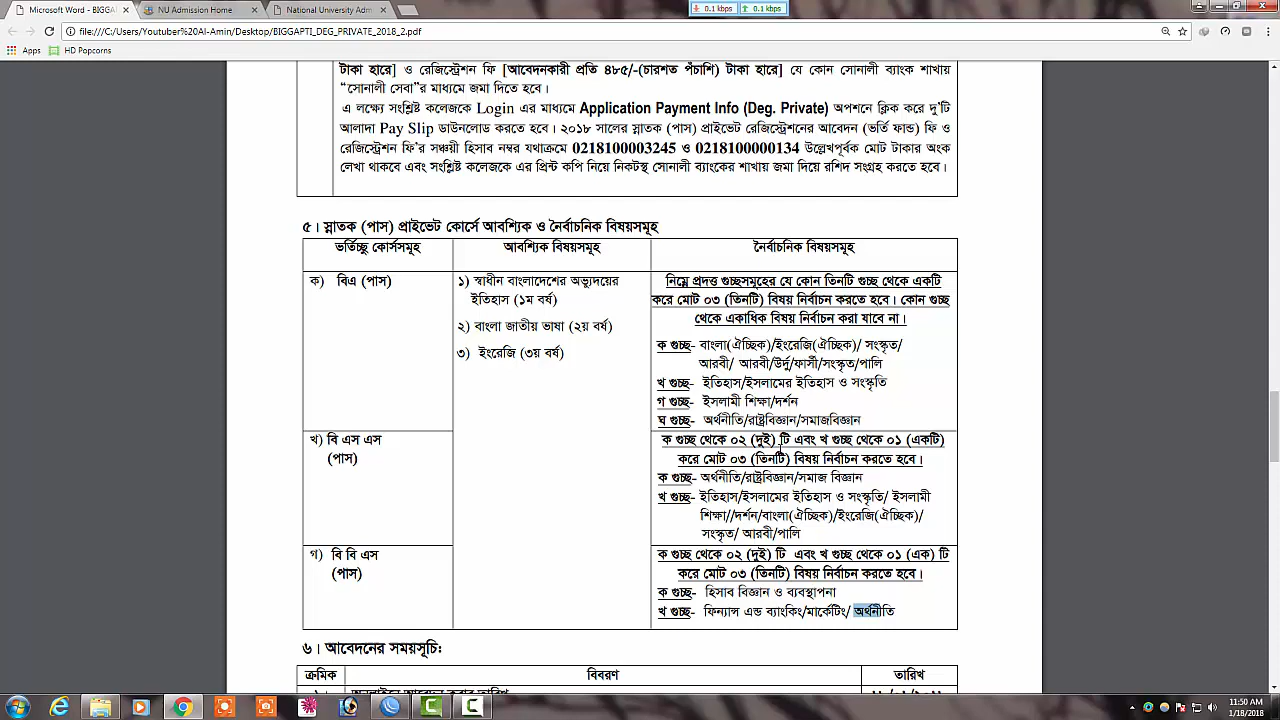 Microsoft Word - BIGGA
NU Admission Home
National University Adm
0.1 kbps
0.1 kbps
file:///C:/Users/Youtuber%20Al-Amin/Desktop/BIGGAPTI_DEG_PRIVATE_2018_2.pdf
Apps
HD Popcorns
টাকা হারে] ও রেজিস্ট্রেশন ফি [আবেদনকারী প্রতি ৪৮৫/-(চারশত পঁচাশি) টাকা হারে] যে কোন সোনালী ব্যাংক শাখায়
“সোনালী সেবা”র মাধ্যমে জমা দিতে হবে।
এ লক্ষ্যে সংশ্লিষ্ট কলেজকে Login এর মাধ্যমে Application Payment Info (Deg. Private) অপশনে ক্লিক করে দু’টি
আলাদা Pay Slip ডাউনলোড করতে হবে। ২০১৮ সালের স্নাতক (পাস) প্রাইভেট রেজিস্ট্রেশনের আবেদন (ভর্তি ফান্ড) ফি ও
রেজিস্ট্রেশন ফি’র সঞ্চয়ী হিসাব নম্বর যথাক্রমে 0218100003245 ও 0218100000134 উল্লেখপূর্বক মোট টাকার অংক
লেখা থাকবে এবং সংশ্লিষ্ট কলেজকে এর প্রিন্ট কপি নিয়ে নিকটস্থ সোনালী ব্যাংকের শাখায় জমা দিয়ে রশিদ সংগ্রহ করতে হবে।
৫। স্নাতক (পাস) প্রাইভেট কোর্সে আবশ্যিক ও নৈর্বাচনিক বিষয়সমূহ
ভর্তিচ্ছু কোর্সসমূহ
আবশ্যিক বিষয়সমূহ
নৈর্বাচনিক বিষয়সমূহ
ক) বিএ (পাস)
১) স্বাধীন বাংলাদেশের অভ্যুদয়ের
ইতিহাস (১ম বর্ষ)
২) বাংলা জাতীয় ভাষা (২য় বর্ষ)
৩) ইংরেজি (৩য় বর্ষ)
নিম্নে প্রদত্ত গুচ্ছসমূহের যে কোন তিনটি গুচ্ছ থেকে একটি
করে মোট ০৩ (তিনটি) বিষয় নির্বাচন করতে হবে। কোন গুচ্ছ
থেকে একাধিক বিষয় নির্বাচন করা যাবে না।
ক গুচ্ছ- বাংলা(ঐচ্ছিক)/ইংরেজি(ঐচ্ছিক)/ সংস্কৃত/
আরবী/ আরবী/উর্দু/ফার্সী/সংস্কৃত/পালি
খ গুচ্ছ- ইতিহাস/ইসলামের ইতিহাস ও সংস্কৃতি
গ গুচ্ছ- ইসলামী শিক্ষা/দর্শন
ঘ গুচ্ছ- অর্থনীতি/রাষ্ট্রবিজ্ঞান/সমাজবিজ্ঞান
খ) বি এস এস
(পাস)
ক গুচ্ছ থেকে ০২ (দুই) টি এবং খ গুচ্ছ থেকে ০১ (একটি)
করে মোট ০৩ (তিনটি) বিষয় নির্বাচন করতে হবে।
ক গুচ্ছ- অর্থনীতি/রাষ্ট্রবিজ্ঞান/সমাজ বিজ্ঞান
খ গুচ্ছ- ইতিহাস/ইসলামের ইতিহাস ও সংস্কৃতি/ ইসলামী
শিক্ষা//দর্শন/বাংলা(ঐচ্ছিক)/ইংরেজি(ঐচ্ছিক)/
সংস্কৃত/ আরবী/পালি
গ) বি বি এস
(পাস)
ক গুচ্ছ থেকে ০২ (দুই) টি এবং খ গুচ্ছ থেকে ০১ (এক) টি
করে মোট ০৩ (তিনটি) বিষয় নির্বাচন করতে হবে।
ক গুচ্ছ- হিসাব বিজ্ঞান ও ব্যবস্থাপনা
খ গুচ্ছ- ফিন্যান্স এন্ড ব্যাংকিং/মার্কেটিং/ অর্থনীতি
৬। আবেদনের সময়সূচি:
ক্রমিক
বিবরণ
তারিখ
11:50 AM
1/18/2018